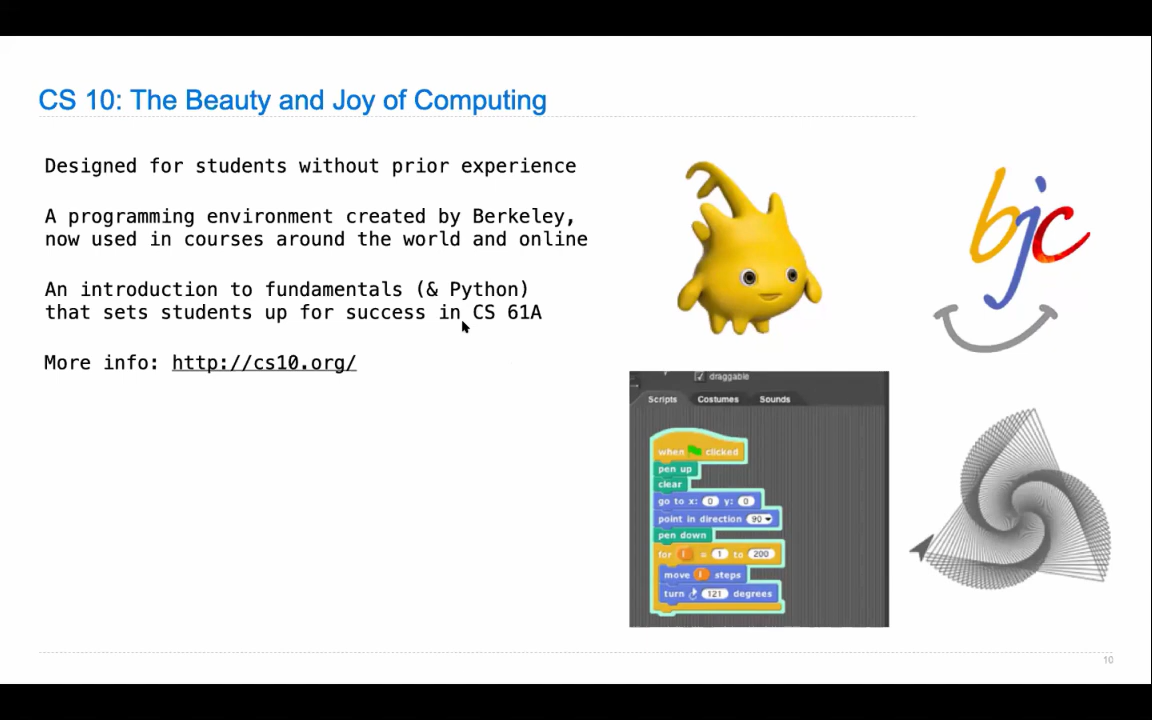 CS 10: The Beauty and Joy of Computing
Designed for students without prior experience
A programming environment created by Berkeley,
now used in courses around the world and online
An introduction to fundamentals (& Python)
that sets students up for success in CS 61A
More info: http://cs10.org/
bjc
draggable
Scripts Costumes Sounds
when clicked
pen up
clear
go to x: 0 y: 0
point in direction 90
pen down
for i = 1 to 200
move i steps
turn 121 degrees
10